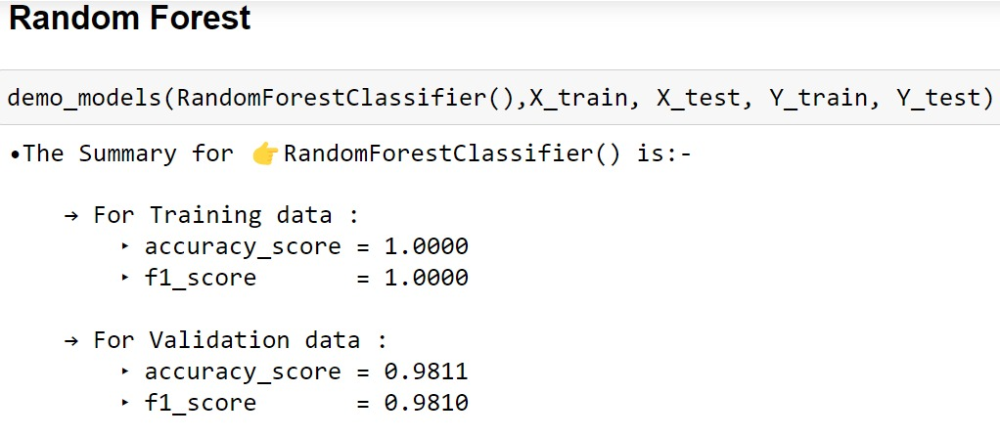 Random Forest
demo_models(RandomForestClassifier(),X_train, X_test, Y_train, Y_test)
•The Summary for 👉RandomForestClassifier() is:-
→ For Training data :
‣ accuracy_score = 1.0000
‣ f1_score = 1.0000
→ For Validation data :
‣ accuracy_score = 0.9811
‣ f1_score = 0.9810